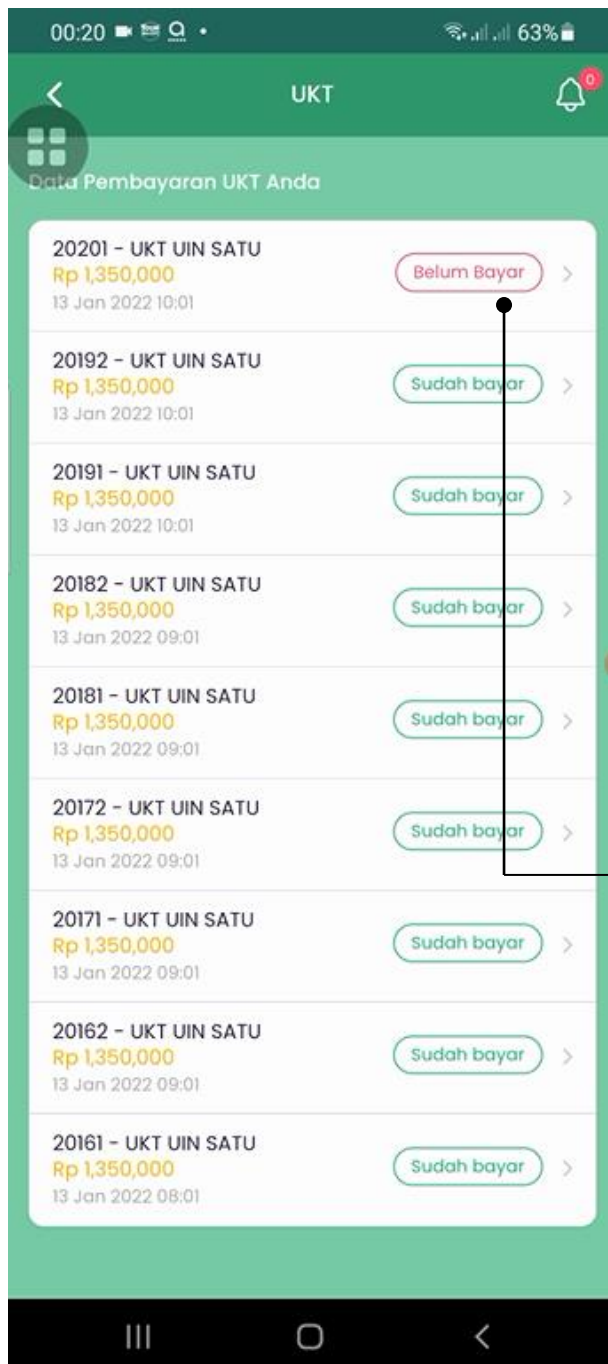 00:20
63%
UKT
0
Data Pembayaran UKT Anda
20201 - UKT UIN SATU
Rp 1,350,000
Belum Bayar
13 Jan 2022 10:01
20192 - UKT UIN SATU
Rp 1,350,000
Sudah bayar
13 Jan 2022 10:01
20191 - UKT UIN SATU
Rp 1,350,000
Sudah bayar
13 Jan 2022 10:01
20182 - UKT UIN SATU
Rp 1,350,000
Sudah bayar
13 Jan 2022 09:01
20181 - UKT UIN SATU
Rp 1,350,000
Sudah bayar
13 Jan 2022 09:01
20172 - UKT UIN SATU
Rp 1,350,000
Sudah bayar
13 Jan 2022 09:01
20171 - UKT UIN SATU
Rp 1,350,000
Sudah bayar
13 Jan 2022 09:01
20162 - UKT UIN SATU
Rp 1,350,000
Sudah bayar
13 Jan 2022 09:01
20161 - UKT UIN SATU
Rp 1,350,000
Sudah bayar
13 Jan 2022 08:01